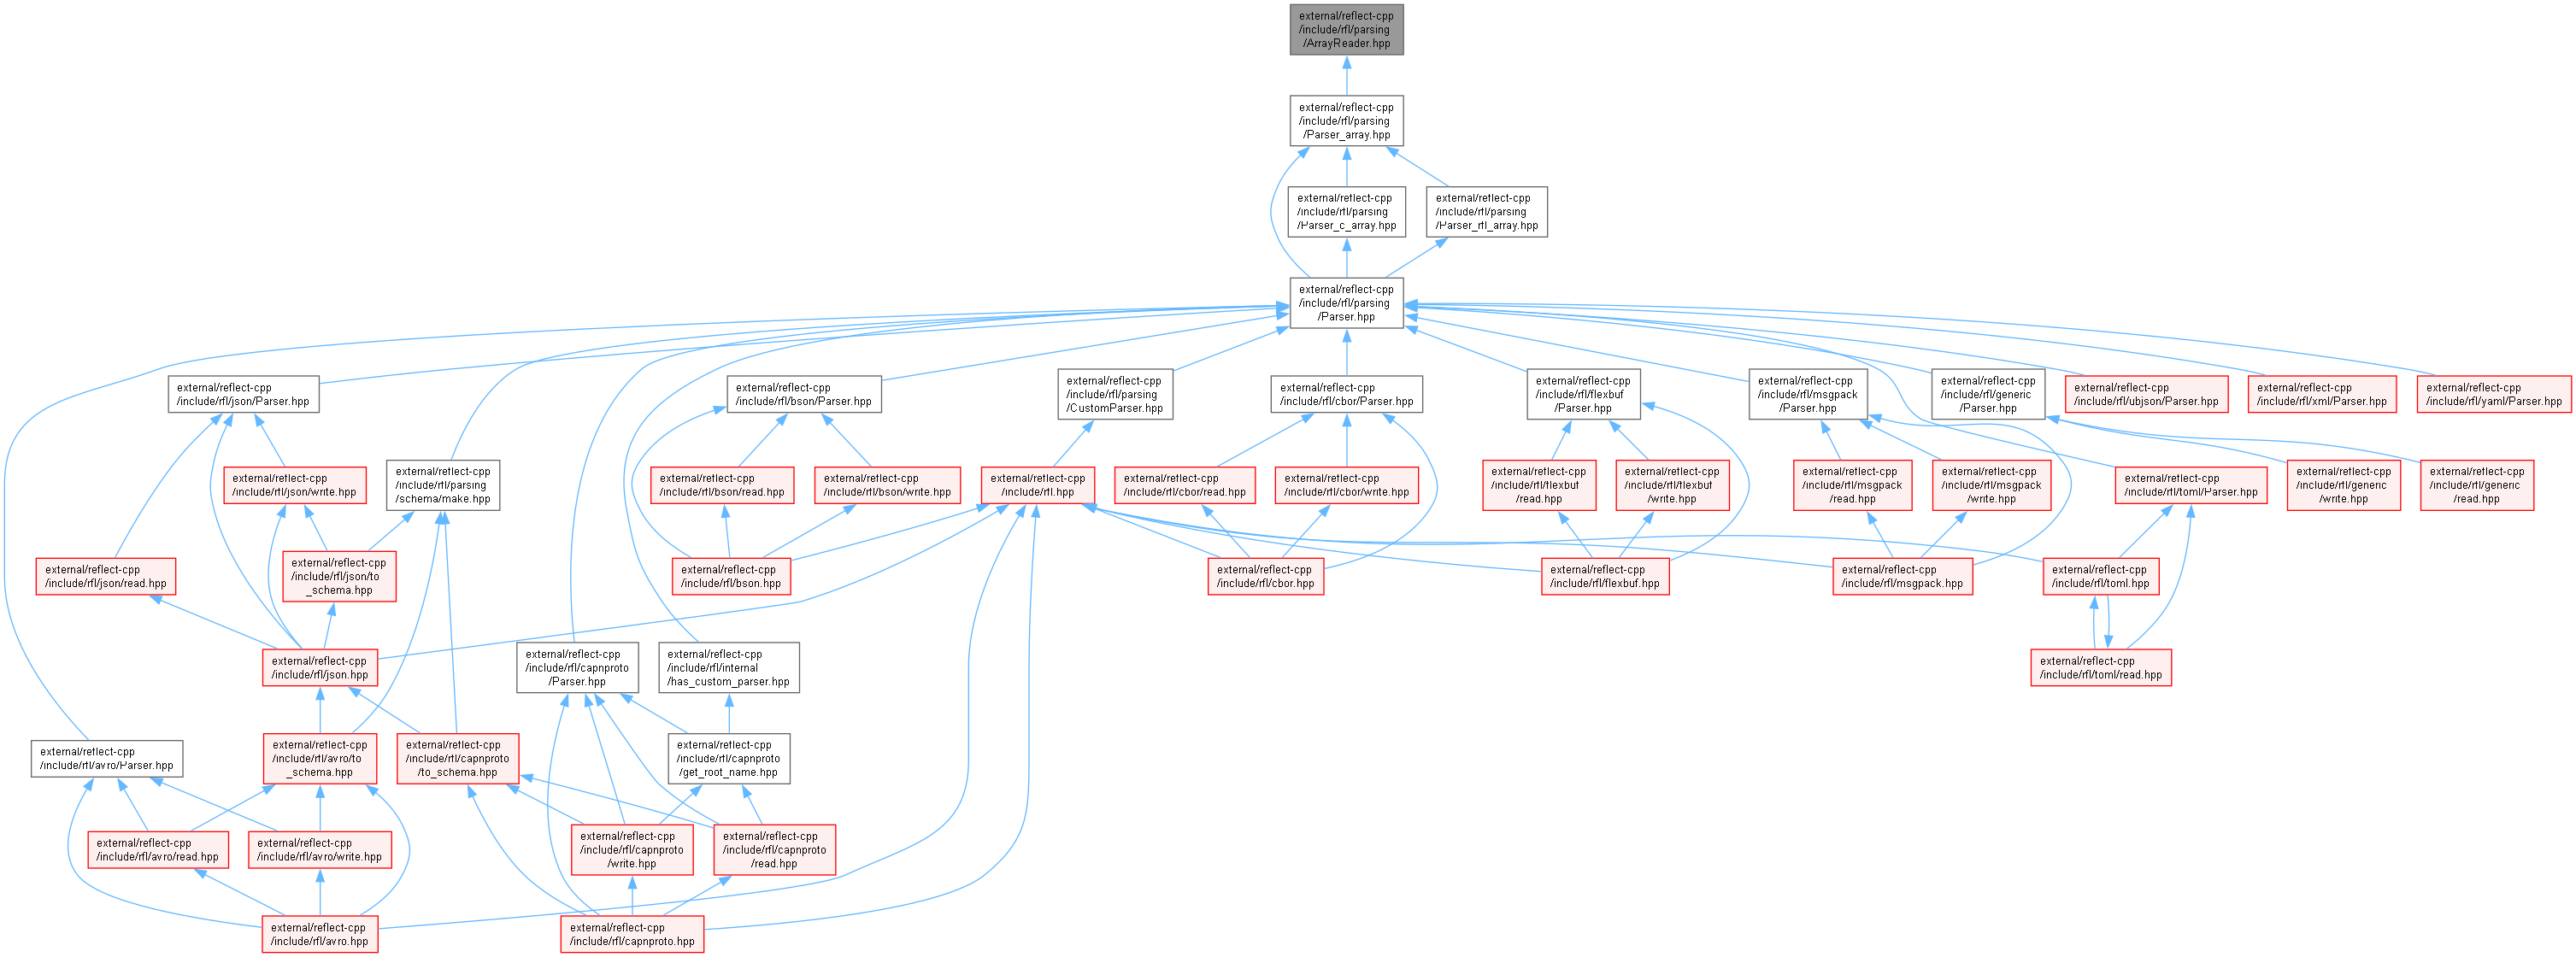 external/reflect-cpp
/include/rfl/parsing
/ArrayReader.hpp
external/reflect-cpp
/include/rfl/parsing
/Parser_array.hpp
external/reflect-cpp
/include/rfl/parsing
/Parser_c_array.hpp
external/reflect-cpp
/include/rfl/parsing
/Parser_rfl_array.hpp
external/reflect-cpp
/include/rfl/parsing
/Parser.hpp
external/reflect-cpp
/include/rfl/json/Parser.hpp
external/reflect-cpp
/include/rfl/bson/Parser.hpp
external/reflect-cpp
/include/rfl/parsing
/CustomParser.hpp
external/reflect-cpp
/include/rfl/cbor/Parser.hpp
external/reflect-cpp
/include/rfl/flexbuf
/Parser.hpp
external/reflect-cpp
/include/rfl/msgpack
/Parser.hpp
external/reflect-cpp
/include/rfl/generic
/Parser.hpp
external/reflect-cpp
/include/rfl/ubjson/Parser.hpp
external/reflect-cpp
/include/rfl/xml/Parser.hpp
external/reflect-cpp
/include/rfl/yaml/Parser.hpp
external/reflect-cpp
/include/rfl/json/write.hpp
external/reflect-cpp
/include/rfl/parsing
/schema/make.hpp
external/reflect-cpp
/include/rfl/bson/read.hpp
external/reflect-cpp
/include/rfl/bson/write.hpp
external/reflect-cpp
/include/rfl.hpp
external/reflect-cpp
/include/rfl/cbor/read.hpp
external/reflect-cpp
/include/rfl/cbor/write.hpp
external/reflect-cpp
/include/rfl/flexbuf
/read.hpp
external/reflect-cpp
/include/rfl/flexbuf
/write.hpp
external/reflect-cpp
/include/rfl/msgpack
/read.hpp
external/reflect-cpp
/include/rfl/msgpack
/write.hpp
external/reflect-cpp
/include/rfl/toml/Parser.hpp
external/reflect-cpp
/include/rfl/generic
/write.hpp
external/reflect-cpp
/include/rfl/generic
/read.hpp
external/reflect-cpp
/include/rfl/json/read.hpp
external/reflect-cpp
/include/rfl/json/to
_schema.hpp
external/reflect-cpp
/include/rfl/bson.hpp
external/reflect-cpp
/include/rfl/cbor.hpp
external/reflect-cpp
/include/rfl/flexbuf.hpp
external/reflect-cpp
/include/rfl/msgpack.hpp
external/reflect-cpp
/include/rfl/toml.hpp
external/reflect-cpp
/include/rfl/json.hpp
external/reflect-cpp
/include/rfl/capnproto
/Parser.hpp
external/reflect-cpp
/include/rfl/internal
/has_custom_parser.hpp
external/reflect-cpp
/include/rfl/toml/read.hpp
external/reflect-cpp
/include/rfl/avro/Parser.hpp
external/reflect-cpp
/include/rfl/avro/to
_schema.hpp
external/reflect-cpp
/include/rfl/capnproto
/to_schema.hpp
external/reflect-cpp
/include/rfl/capnproto
/get_root_name.hpp
external/reflect-cpp
/include/rfl/avro/read.hpp
external/reflect-cpp
/include/rfl/avro/write.hpp
external/reflect-cpp
/include/rfl/capnproto
/write.hpp
external/reflect-cpp
/include/rfl/capnproto
/read.hpp
external/reflect-cpp
/include/rfl/avro.hpp
external/reflect-cpp
/include/rfl/capnproto.hpp